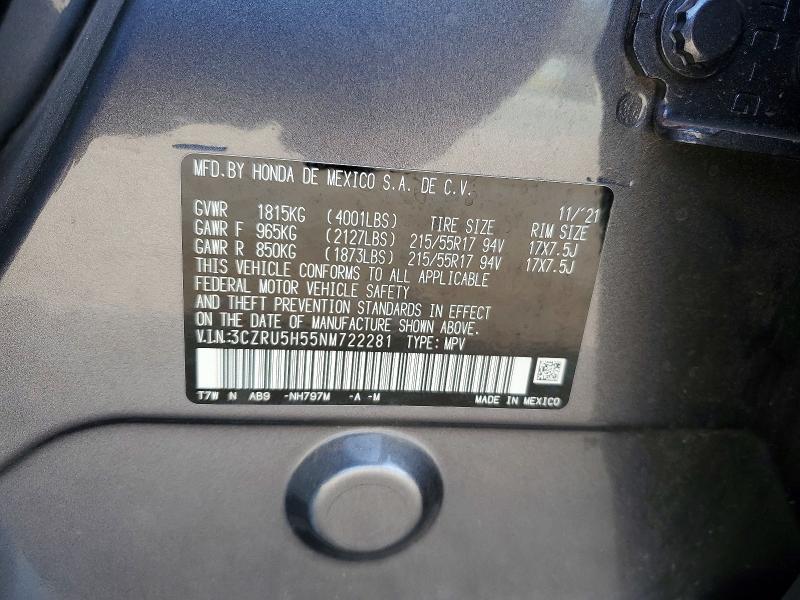 MFD.BY HONDA DE MEXICO S.A. DE C.V.
11/'21
GVWR 1815KG (4001LBS) TIRE SIZE RIM SIZE
GAWR F 965KG (2127LBS) 215/55R17 94V 17X7.5J
GAWR R 850KG (1873LBS) 215/55R17 94V 17X7.5J
THIS VEHICLE CONFORMS TO ALL APPLICABLE
FEDERAL MOTOR VEHICLE SAFETY
AND THEFT PREVENTION STANDARDS IN EFFECT
ON THE DATE OF MANUFACTURE SHOWN ABOVE.
V.I.N.:3CZRU5H55NM722281 TYPE: MPV
T7W N AB9 -NH797M -A -M MADE IN MEXICO